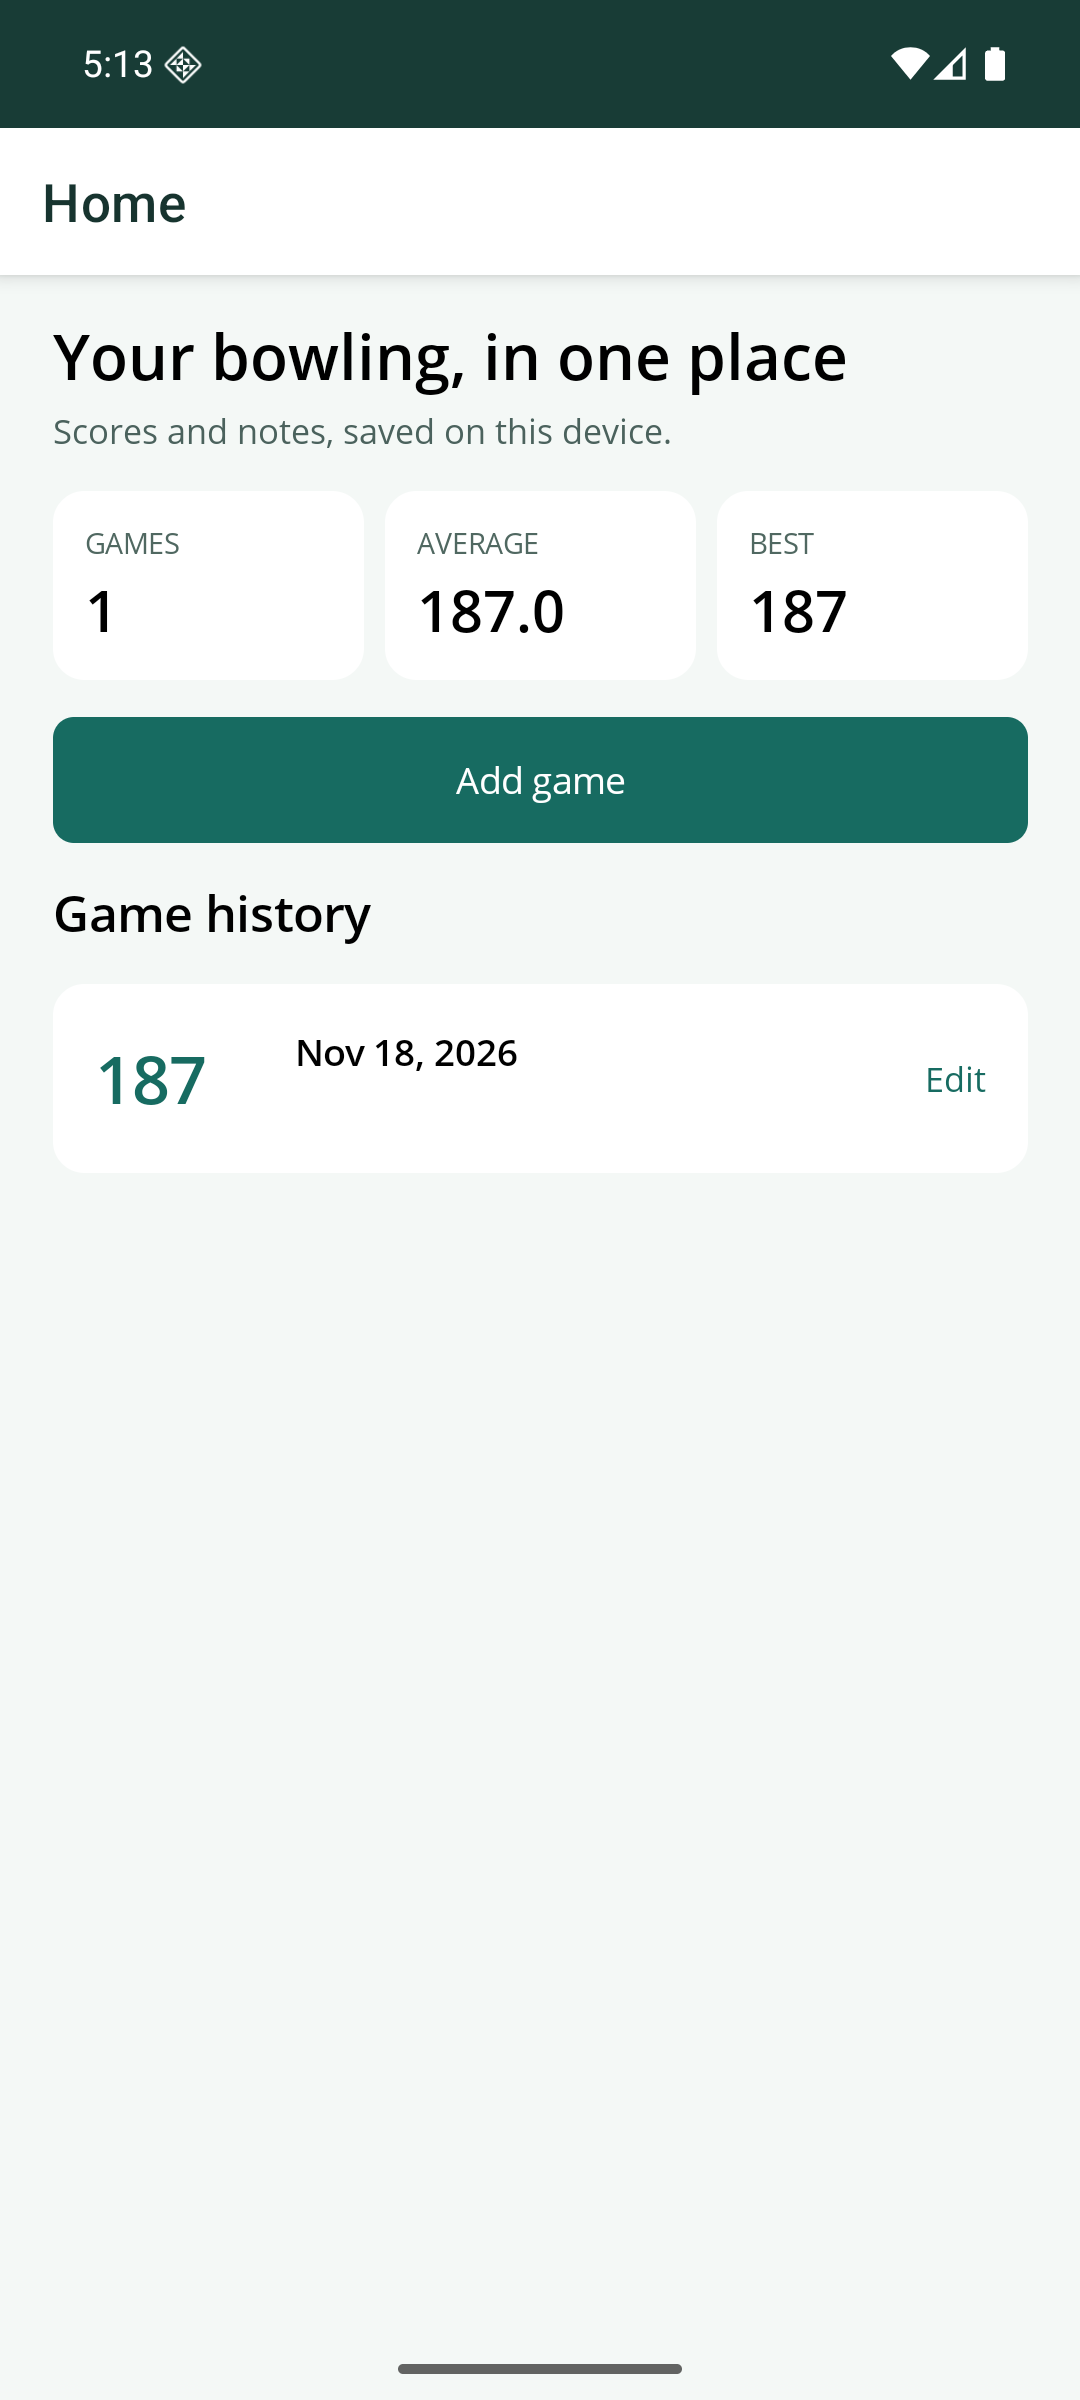 5:13
Home
Your bowling, in one place
Scores and notes, saved on this device.
GAMES
1
AVERAGE
187.0
BEST
187
Add game
Game history
187
Nov 18, 2026
Edit